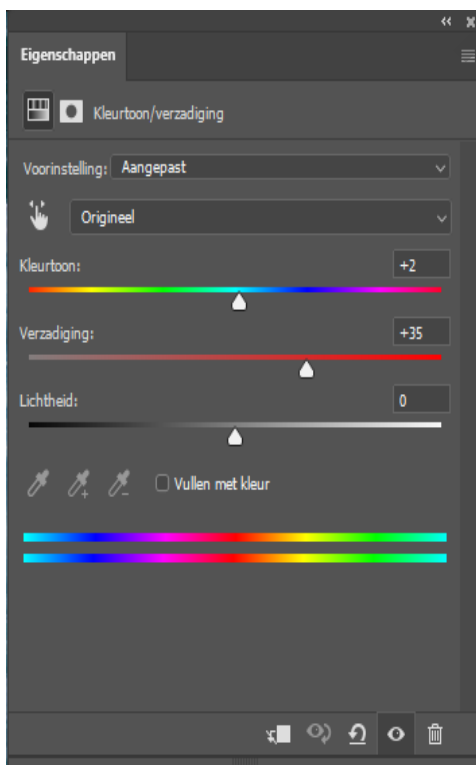 Eigenschappen
Kleurtoon/verzadiging
Voorinstelling: Aangepast
Origineel
Kleurtoon: +2
Verzadiging: +35
Lichtheid: 0
Vullen met kleur